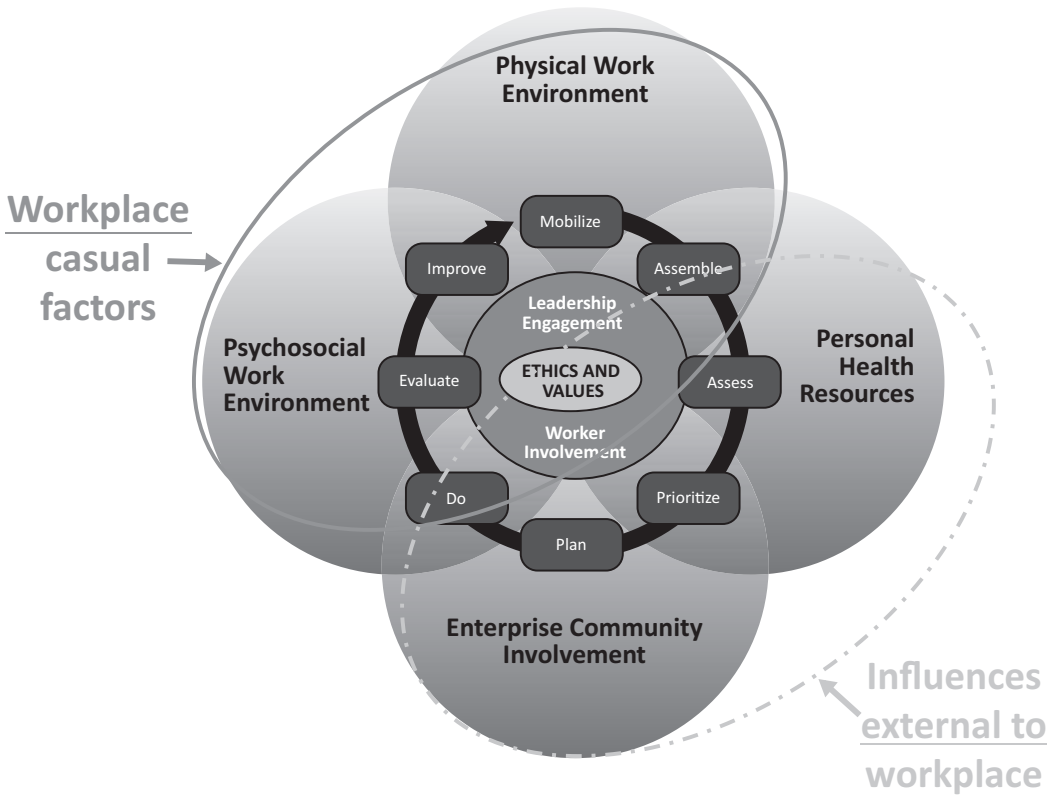 Physical Work
Environment
Workplace
casual
factors
Mobilize
Improve
Assemble
Leadership
Engagement
Psychosocial
Work
Environment
Evaluate
ETHICS AND
VALUES
Assess
Personal
Health
Resources
Worker
Involvement
Do
Prioritize
Plan
Enterprise Community
Involvement
Influences
external to
workplace